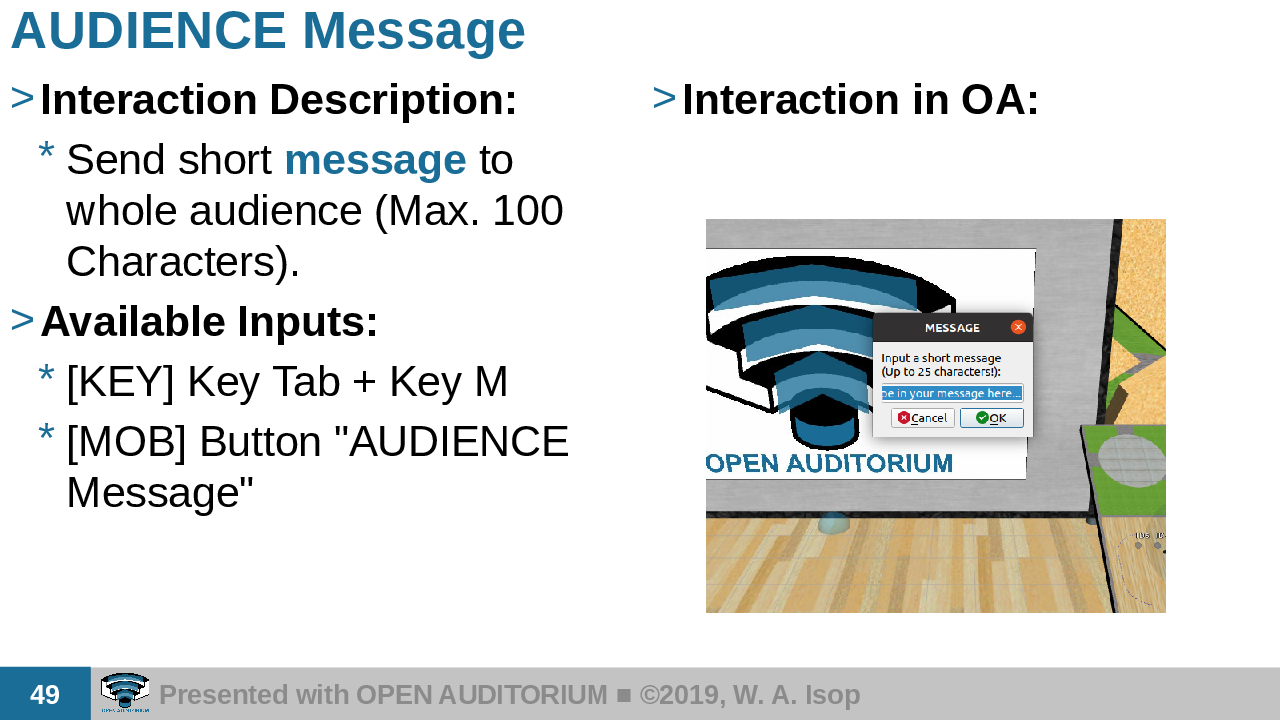 AUDIENCE Message
> Interaction Description:
* Send short message to
whole audience (Max. 100
Characters).
> Available Inputs:
* [KEY] Key Tab + Key M
* [MOB] Button "AUDIENCE
Message"
> Interaction in OA:
MESSAGE
Input a short message
(Up to 25 characters!):
pe in your message here...
Cancel
OK
OPEN AUDITORIUM
49
OPEN AUDITORIUM
Presented with OPEN AUDITORIUM ■ ©2019, W. A. Isop